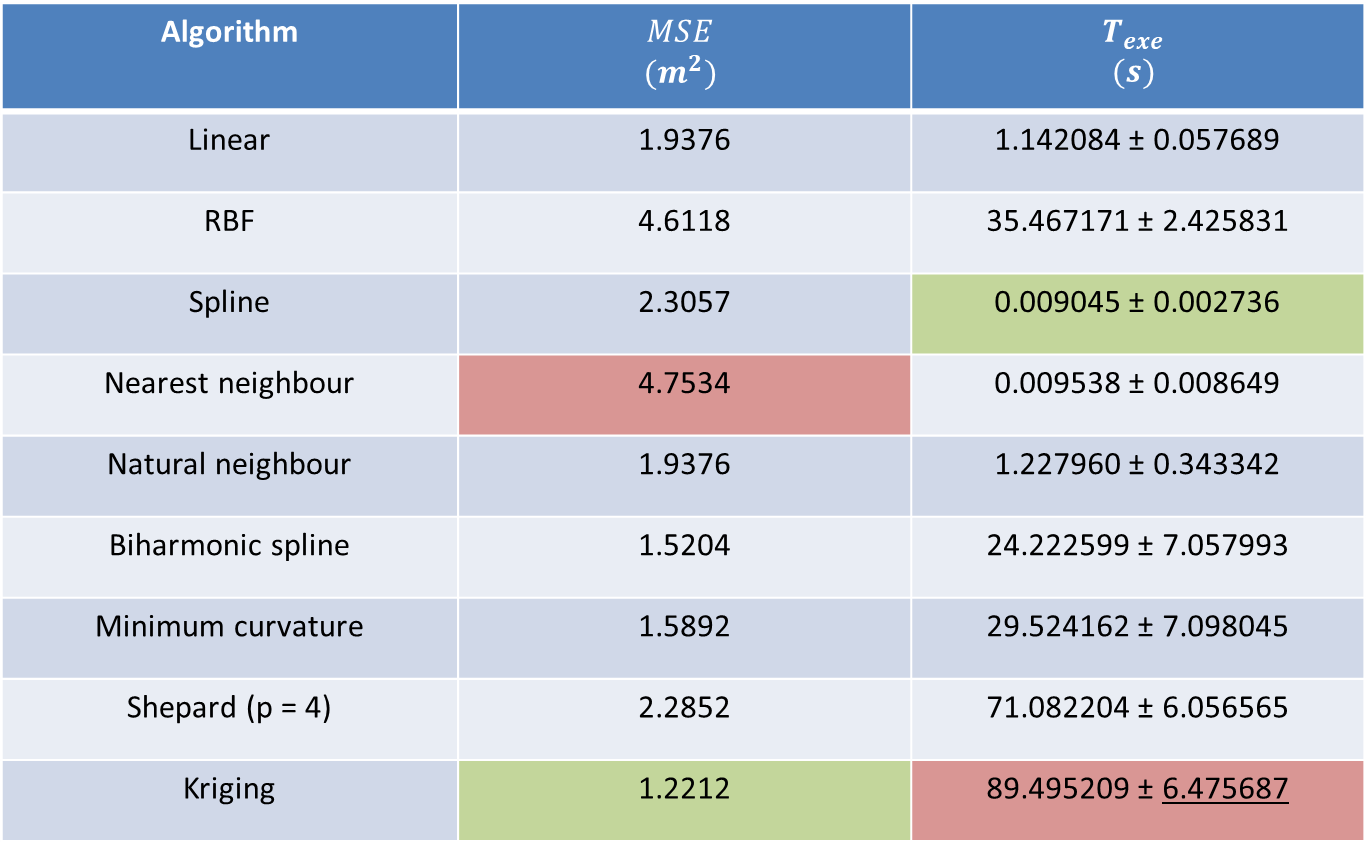 Algorithm MSE T_exe
(m²) (s)
Linear 1.9376 1.142084 ± 0.057689
RBF 4.6118 35.467171 ± 2.425831
Spline 2.3057 0.009045 ± 0.002736
Nearest neighbour 4.7534 0.009538 ± 0.008649
Natural neighbour 1.9376 1.227960 ± 0.343342
Biharmonic spline 1.5204 24.222599 ± 7.057993
Minimum curvature 1.5892 29.524162 ± 7.098045
Shepard (p = 4) 2.2852 71.082204 ± 6.056565
Kriging 1.2212 89.495209 ± 6.475687